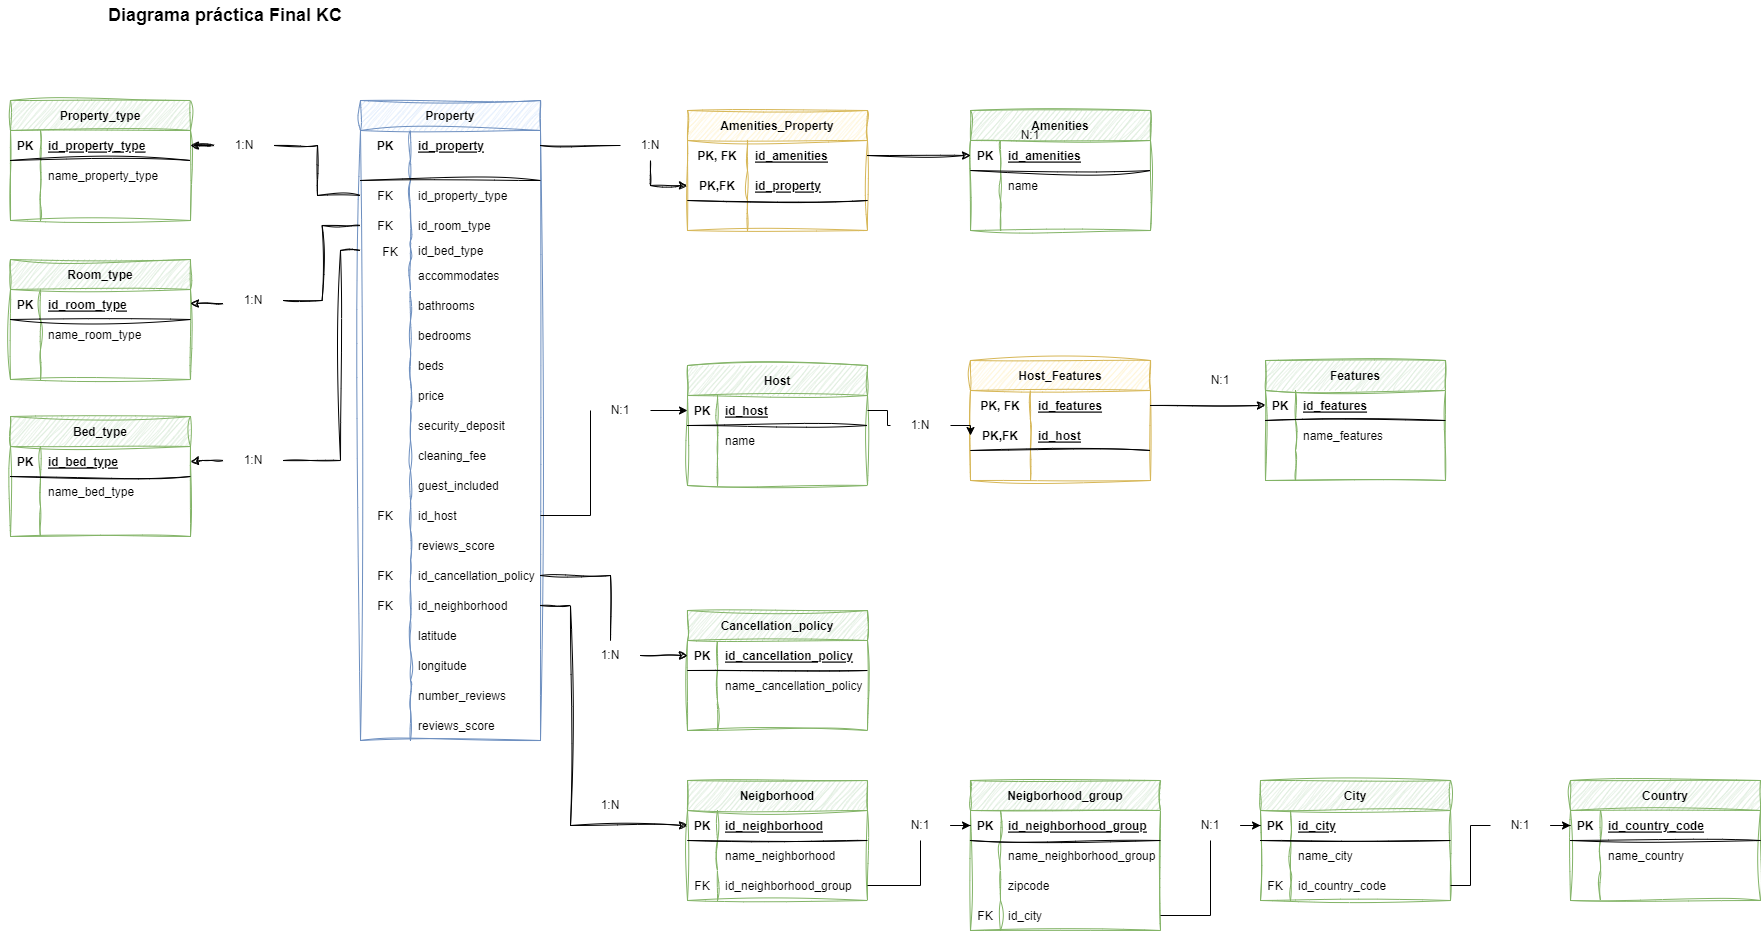 Diagrama práctica Final KC
Property_type
PK id_property_type
name_property_type
1:N
Room_type
PK id_room_type
name_room_type
1:N
Bed_type
PK id_bed_type
name_bed_type
1:N
Property
PK id_property
FK id_property_type
FK id_room_type
FK id_bed_type
accommodates
bathrooms
bedrooms
beds
price
security_deposit
cleaning_fee
guest_included
FK id_host
reviews_score
FK id_cancellation_policy
FK id_neighborhood
latitude
longitude
number_reviews
reviews_score
1:N
Amenities_Property
PK, FK id_amenities
PK,FK id_property
N:1
Amenities
PK id_amenities
name
N:1
Host
PK id_host
name
1:N
Host_Features
PK, FK id_features
PK,FK id_host
N:1
Features
PK id_features
name_features
1:N
Cancellation_policy
PK id_cancellation_policy
name_cancellation_policy
1:N
Neigborhood
PK id_neighborhood
name_neighborhood
FK id_neighborhood_group
N:1
Neigborhood_group
PK id_neighborhood_group
name_neighborhood_group
zipcode
FK id_city
N:1
City
PK id_city
name_city
FK id_country_code
N:1
Country
PK id_country_code
name_country